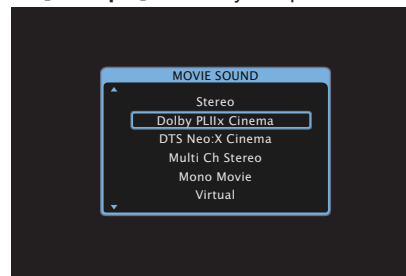 MOVIE SOUND
Stereo
Dolby PLIIx Cinema
DTS Neo:X Cinema
Multi Ch Stereo
Mono Movie
Virtual